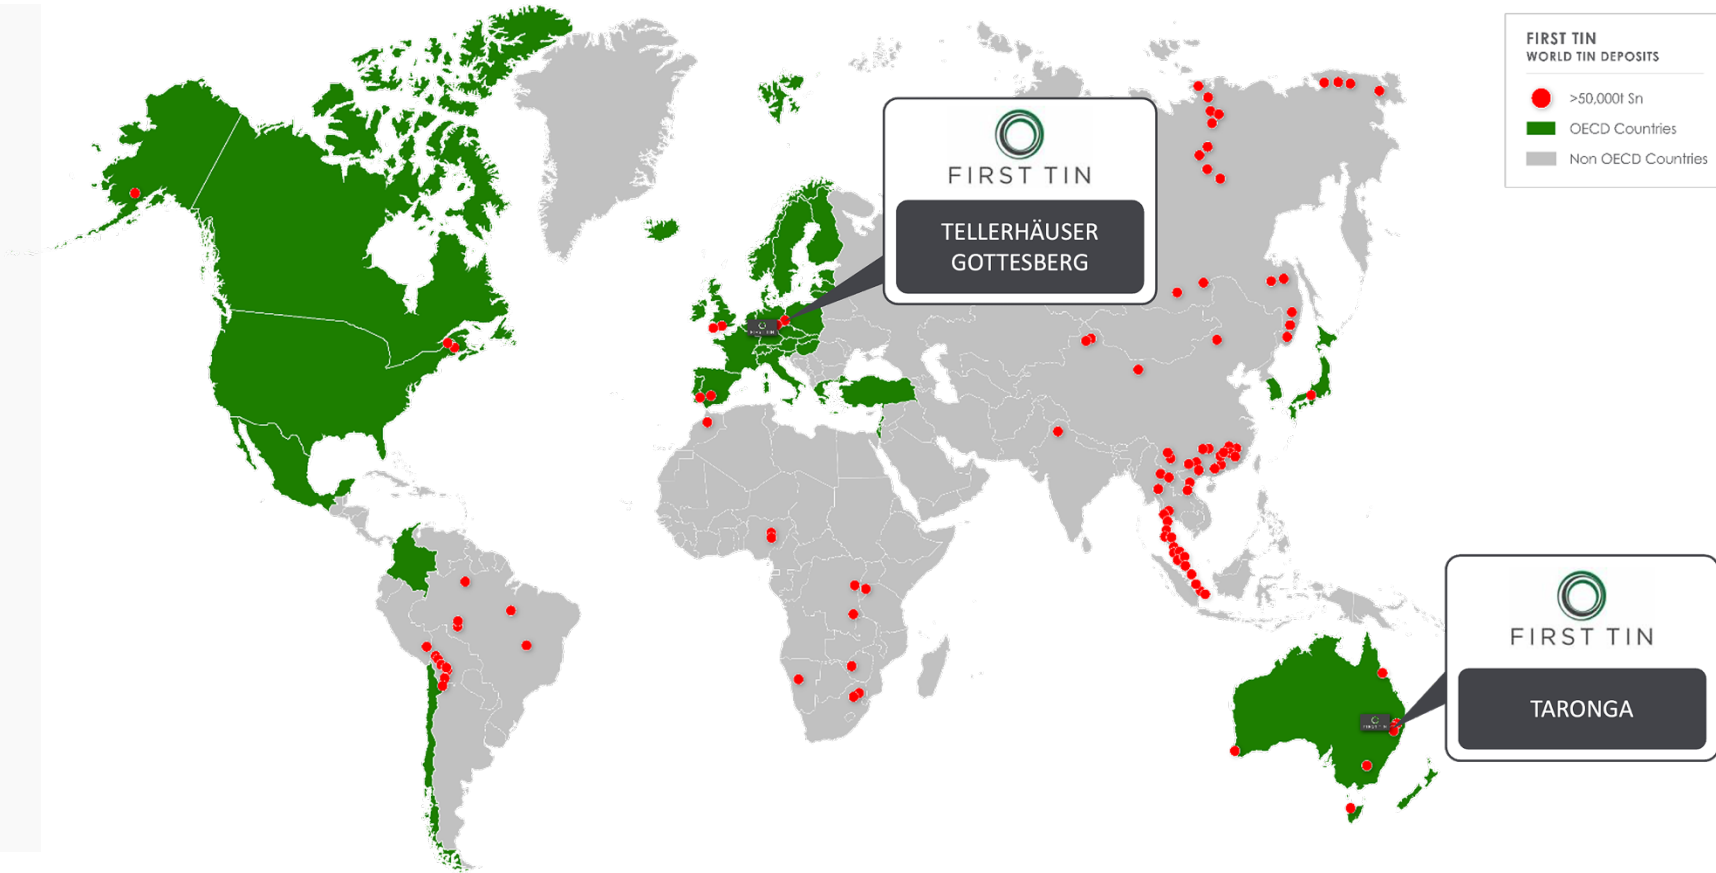 FIRST TIN
WORLD TIN DEPOSITS
>50,000t Sn
OECD Countries
Non OECD Countries
FIRST TIN
TELLERHÄUSER
GOTTESBERG
FIRST TIN
TARONGA